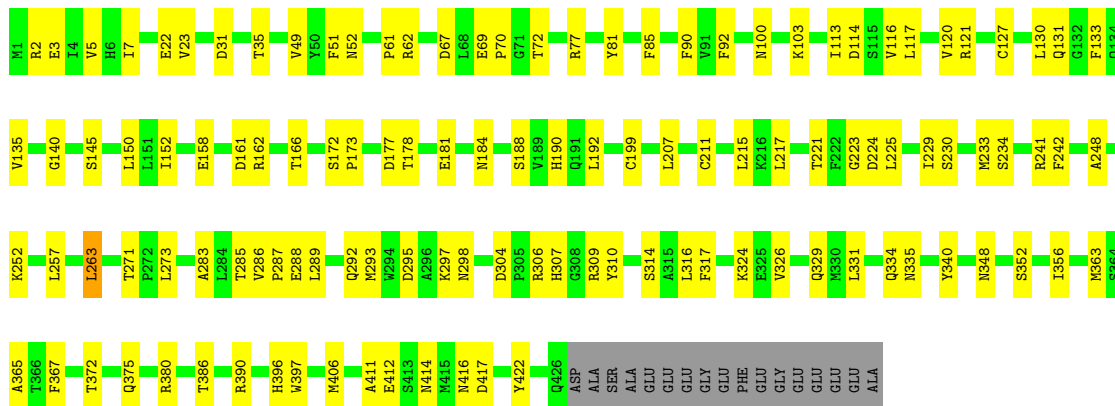 M1 R2 E3 I4 V5 H6 I7 E22 V23 D31 T35 V49 Y50 F51 N52 P61 R62 D67 L68 E69 P70 G71 T72 R77 Y81 F85 F90 V91 F92 N100 K103 I113 D114 S115 V116 L117 V120 R121 C127 L130 Q131 G132 F133 Q134
V135 G140 S145 L150 L151 I152 E158 D161 R162 T166 S172 P173 D177 T178 E181 N184 S188 V189 H190 Q191 L192 C199 L207 C211 L215 K216 L217 T221 F222 G223 D224 L225 I229 S230 M233 S234 R241 F242 A248
K252 L257 L263 T271 P272 L273 A283 L284 T285 V286 P287 E288 L289 Q292 M293 W294 D295 A296 K297 N298 D304 P305 R306 H307 G308 R309 Y310 S314 A315 L316 F317 K324 E325 V326 Q329 M330 L331 Q334 N335 Y340 N348 S352 I356 M363 S364
A365 T366 F367 T372 Q375 R380 T386 R390 H396 W397 M406 A411 E412 S413 N414 M415 N416 D417 Y422 Q426 ASP ALA SER ALA GLU GLU GLU GLY GLU PHE GLU GLY GLU GLU GLU GLU ALA